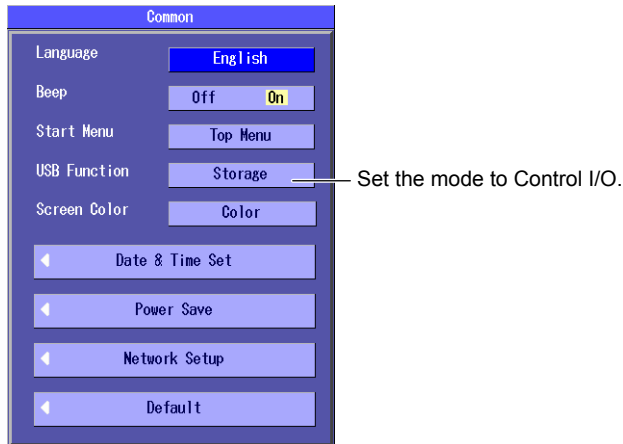 Common
Language English
Beep Off On
Start Menu Top Menu
USB Function Storage
Set the mode to Control I/O.
Screen Color Color
Date & Time Set
Power Save
Network Setup
Default